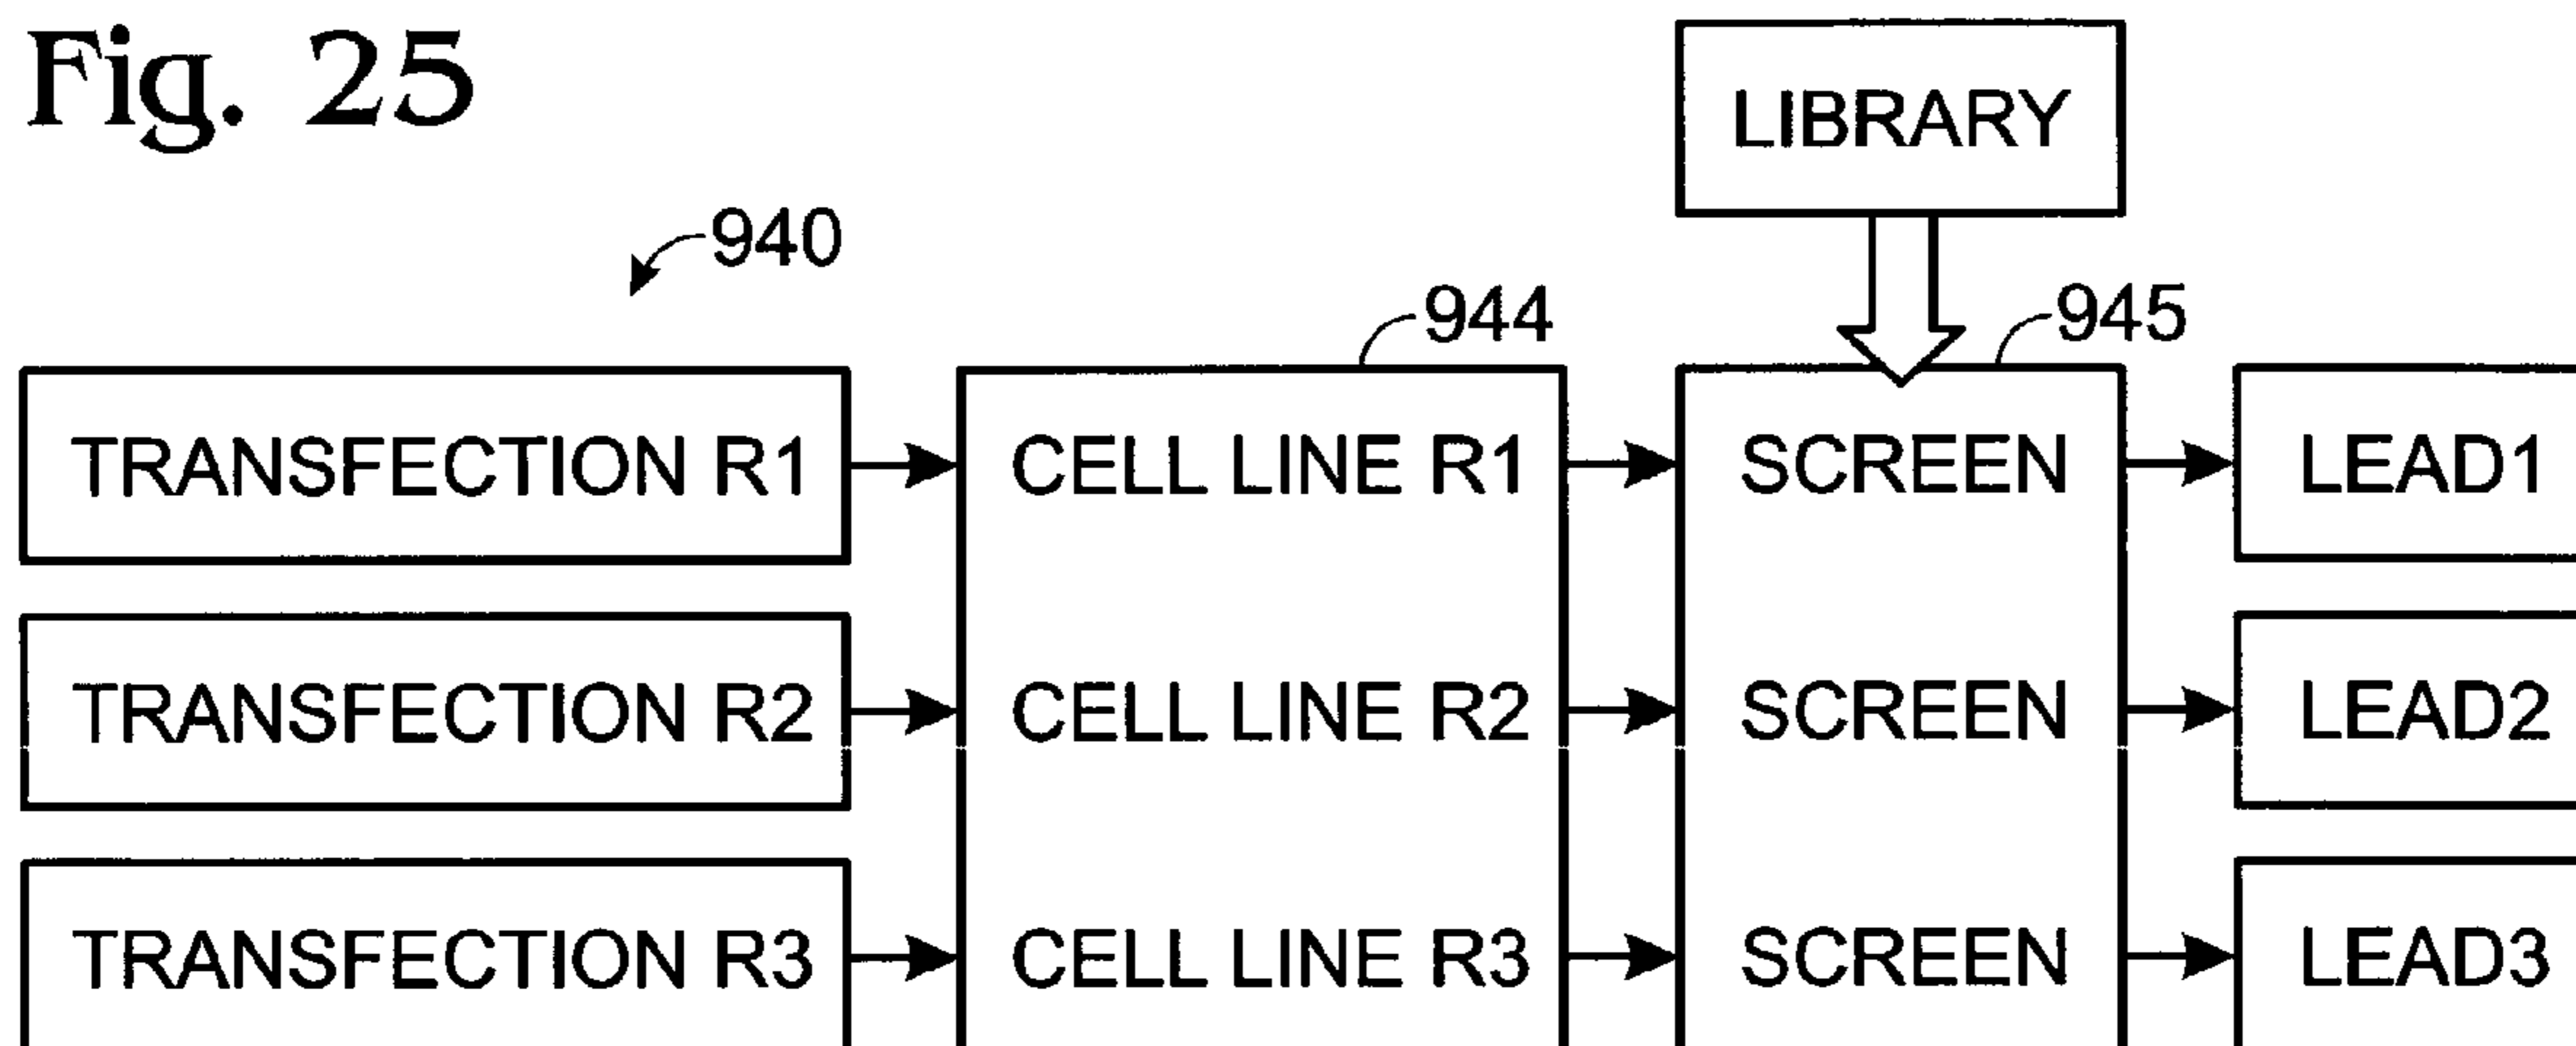 Fig. 25
LIBRARY
940
944
945
TRANSFECTION R1
CELL LINE R1
SCREEN
LEAD1
TRANSFECTION R2
CELL LINE R2
SCREEN
LEAD2
TRANSFECTION R3
CELL LINE R3
SCREEN
LEAD3